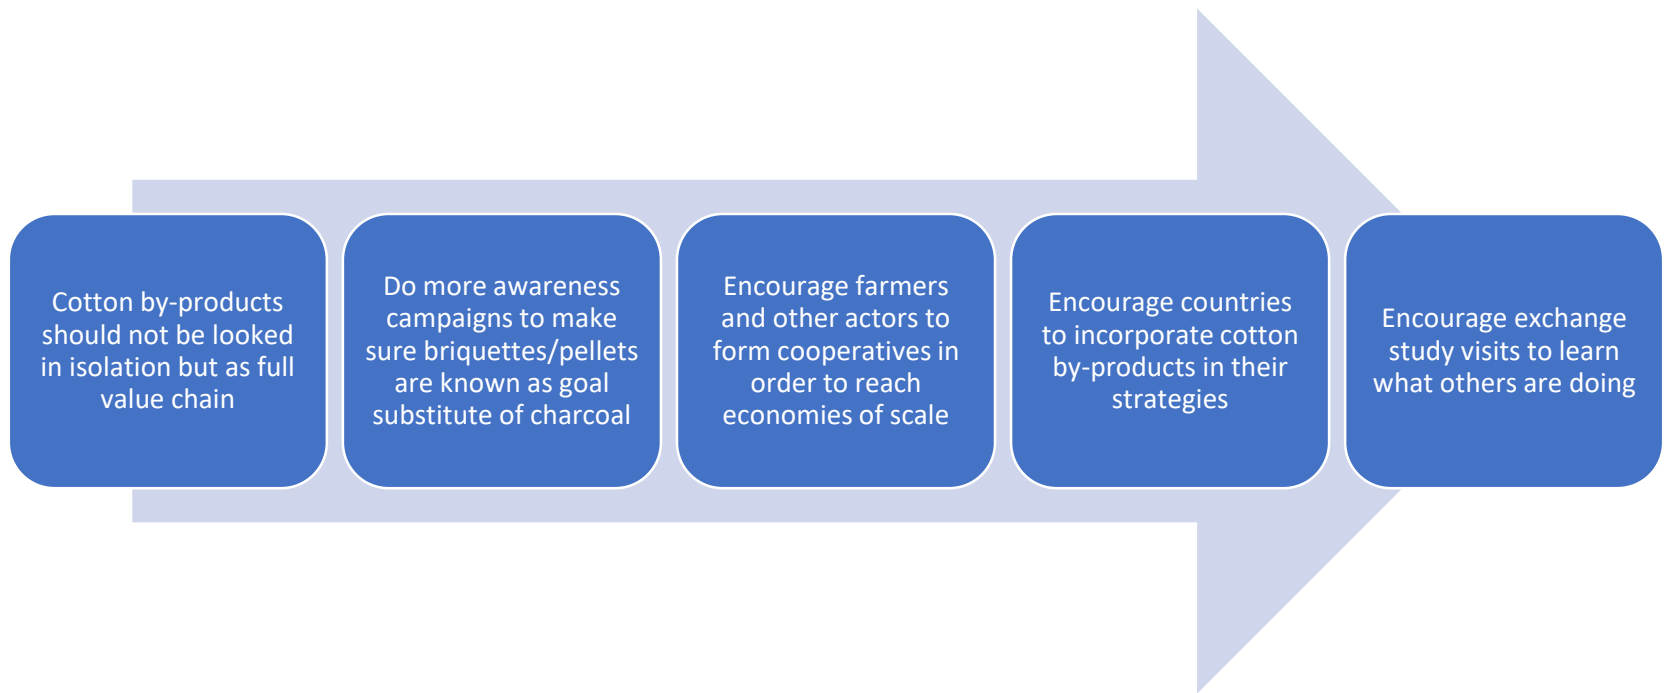 Cotton by-products
should not be looked
in isolation but as full
value chain
Do more awareness
campaigns to make
sure briquettes/pellets
are known as goal
substitute of charcoal
Encourage farmers
and other actors to
form cooperatives in
order to reach
economies of scale
Encourage countries
to incorporate cotton
by-products in their
strategies
Encourage exchange
study visits to learn
what others are doing